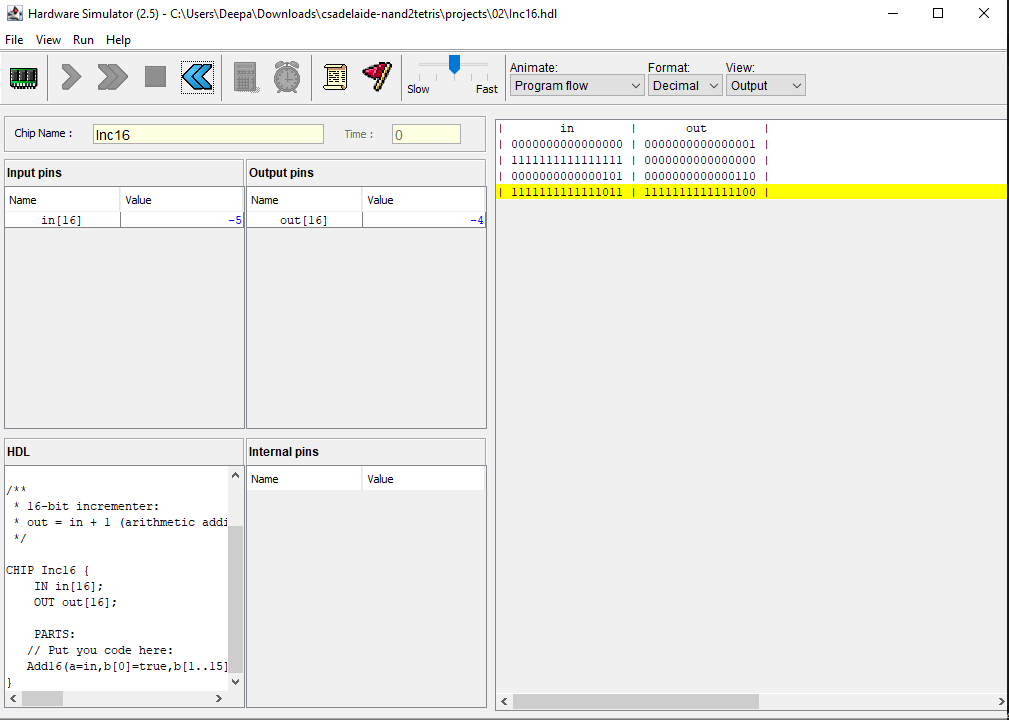 Hardware Simulator (2.5) - C:\Users\Deepa\Downloads\csadelaide-nand2tetris\projects\02\Inc16.hdl
File View Run Help
Slow Fast
Animate: Format: View:
Program flow Decimal Output
Chip Name : Inc16 Time : 0
Input pins
Name Value
in[16] -5
Output pins
Name Value
out[16] -4
HDL
/**
* 16-bit incrementer:
* out = in + 1 (arithmetic addi
*/
CHIP Inc16 {
IN in[16];
OUT out[16];
PARTS:
// Put you code here:
Add16(a=in,b[0]=true,b[1..15]
}
Internal pins
Name Value
| in | out |
| 0000000000000000 | 0000000000000001 |
| 1111111111111111 | 0000000000000000 |
| 0000000000000101 | 0000000000000110 |
| 1111111111111011 | 1111111111111100 |